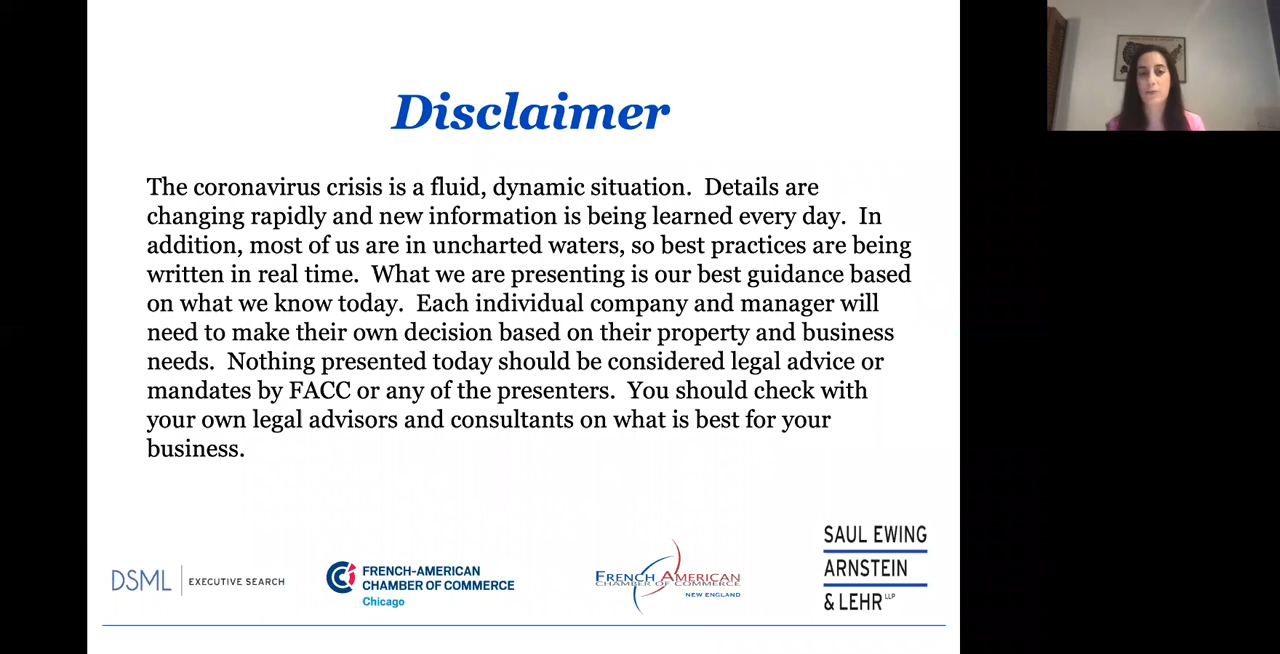 Disclaimer
The coronavirus crisis is a fluid, dynamic situation.  Details are
changing rapidly and new information is being learned every day.  In
addition, most of us are in uncharted waters, so best practices are being
written in real time.  What we are presenting is our best guidance based
on what we know today.  Each individual company and manager will
need to make their own decision based on their property and business
needs.  Nothing presented today should be considered legal advice or
mandates by FACC or any of the presenters.  You should check with
your own legal advisors and consultants on what is best for your
business.
DSML EXECUTIVE SEARCH
FRENCH-AMERICAN
CHAMBER OF COMMERCE
Chicago
FRENCH AMERICAN
CHAMBER OF COMMERCE
NEW ENGLAND
SAUL EWING
ARNSTEIN
& LEHR LLP